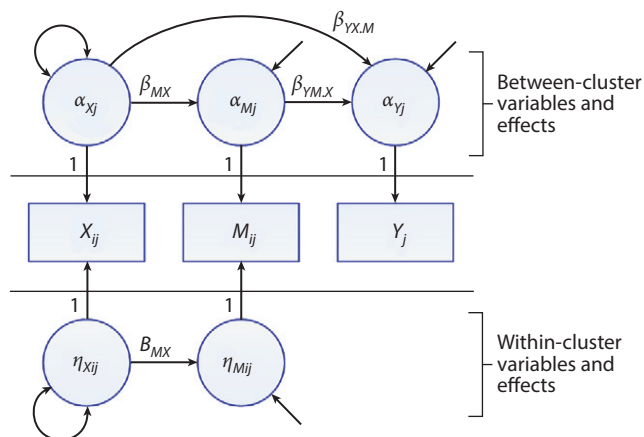 β_YX.M
α_Xj
β_MX
α_Mj
β_YM.X
α_Yj
Between-cluster
variables and
effects
1
1
1
X_ij
M_ij
Y_j
1
1
η_Xij
B_MX
η_Mij
Within-cluster
variables and
effects